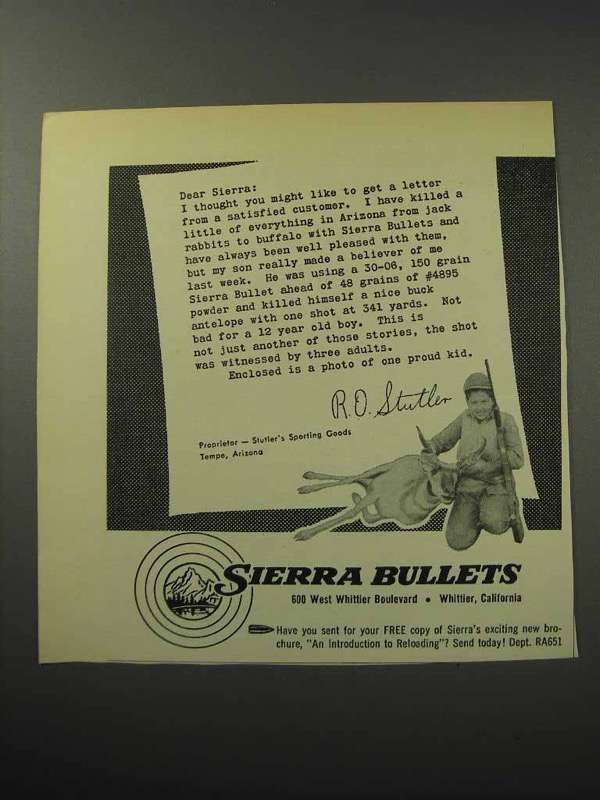 Dear Sierra:
I thought you might like to get a letter
from a satisfied customer. I have killed a
little of everything in Arizona from jack
rabbits to buffalo with Sierra Bullets and
have always been well pleased with them,
but my son really made a believer of me
last week. He was using a 30-06, 150 grain
Sierra Bullet ahead of 48 grains of #4895
powder and killed himself a nice buck
antelope with one shot at 341 yards. Not
bad for a 12 year old boy. This is
not just another of those stories, the shot
was witnessed by three adults.
Enclosed is a photo of one proud kid.
R.O. Stutler
Proprietor — Stutler's Sporting Goods
Tempe, Arizona
SIERRA BULLETS
600 West Whittier Boulevard • Whittier, California
Have you sent for your FREE copy of Sierra's exciting new bro-
chure, "An Introduction to Reloading"? Send today! Dept. RA651